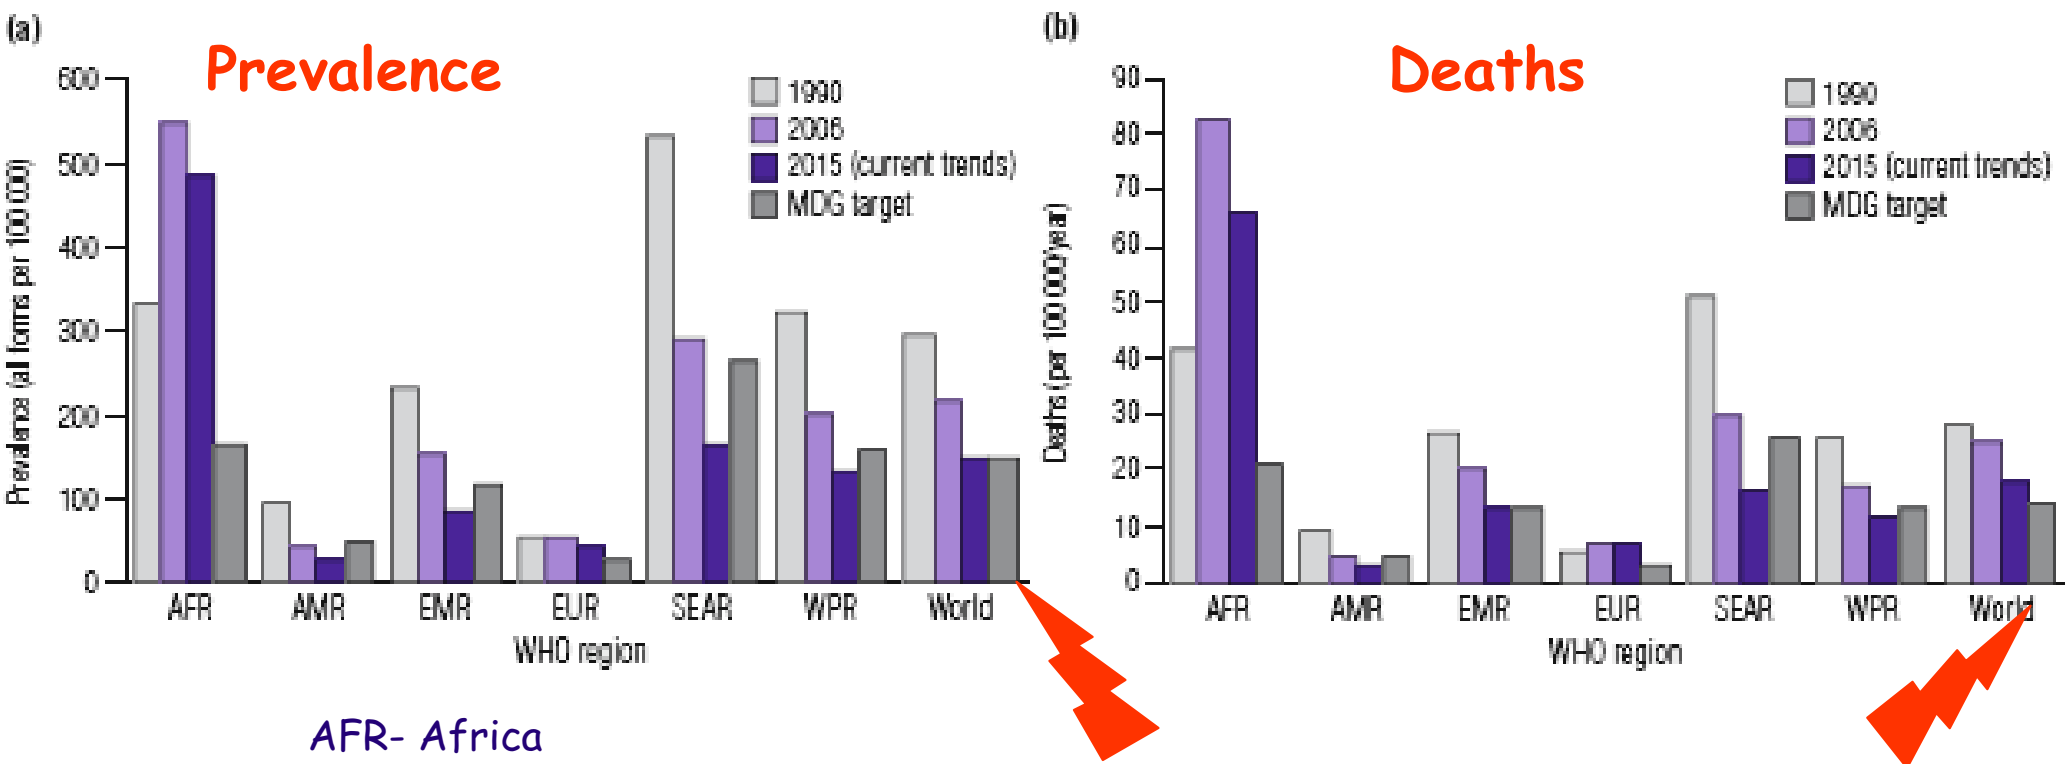 (a)
Prevalence
600
500
400
300
200
100
0
Prevalence (all forms per 100 000)
1990
2006
2015 (current trends)
MDG target
AFR AMR EMR EUR SEAR WPR World
WHO region
(b)
Deaths
90
80
70
60
50
40
30
20
10
0
Deaths (per 100 000/year)
1990
2006
2015 (current trends)
MDG target
AFR AMR EMR EUR SEAR WPR World
WHO region
AFR- Africa